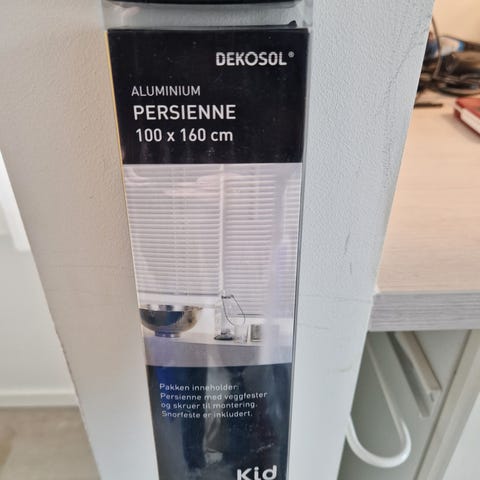 DEKOSOL®
ALUMINIUM
PERSIENNE
100 x 160 cm
Pakken inneholder:
Persienne med veggfester
og skruer til montering.
Snorfeste er inkludert.
Kid